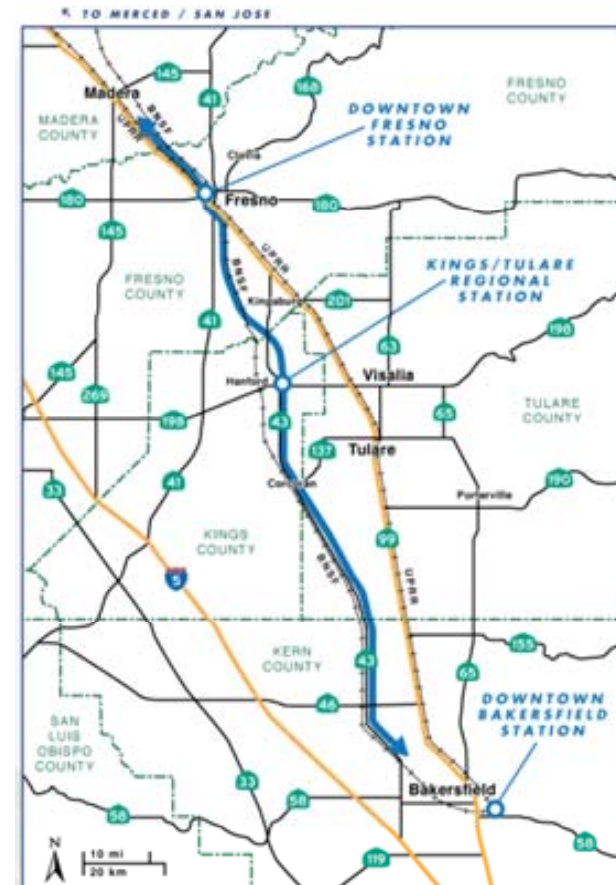 TO MERCED / SAN JOSE
145
41
168
FRESNO
COUNTY
Madera
BNSF
UPRR
MADERA
COUNTY
DOWNTOWN
FRESNO
STATION
Clovis
180
Fresno
180
145
UPRR
KINGS/TULARE
REGIONAL
STATION
FRESNO
COUNTY
BNSF
41
Kingsburg
201
63
198
145
269
Hanford
Visalia
198
43
65
TULARE
COUNTY
137
Tulare
33
41
Corcoran
190
Porterville
KINGS
COUNTY
99
5
BNSF
UPRR
155
KERN
COUNTY
43
65
46
SAN
LUIS
OBISPO
COUNTY
DOWNTOWN
BAKERSFIELD
STATION
33
Bakersfield
58
58
58
119
N
10 mi
20 km